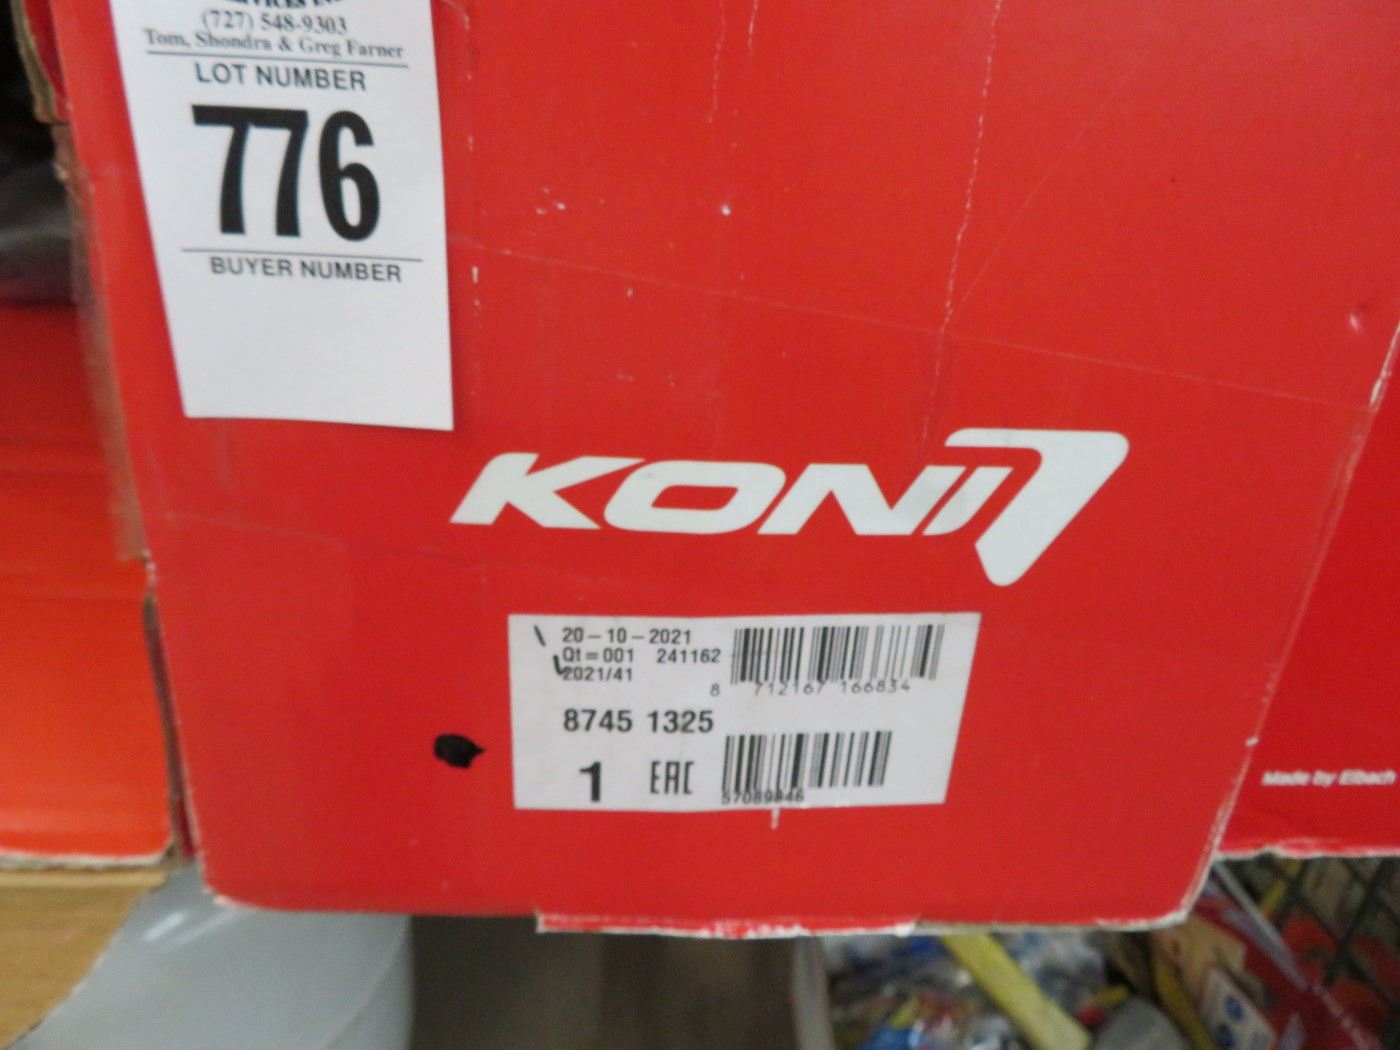 (727) 548-9303
Tom, Shondra & Greg Farner
LOT NUMBER
776
BUYER NUMBER
KONI
20-10-2021
Qt=001 241162
2021/41
8 712167 166834
8745 1325
1 EAC
57089846
Made by Eibach